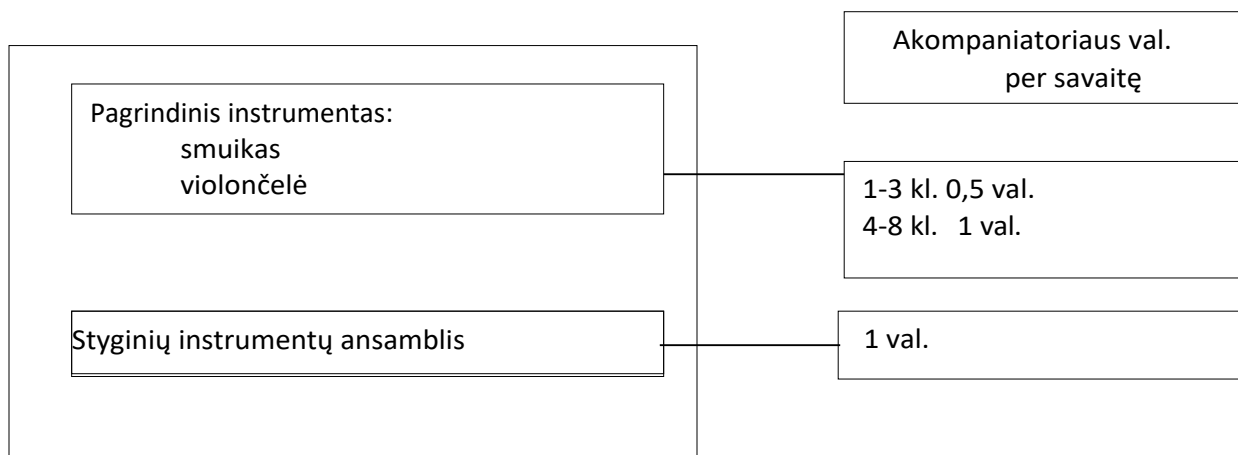 Akompaniatoriaus val.
per savaitę
Pagrindinis instrumentas:
smuikas
violončelė
1-3 kl. 0,5 val.
4-8 kl. 1 val.
Styginių instrumentų ansamblis
1 val.